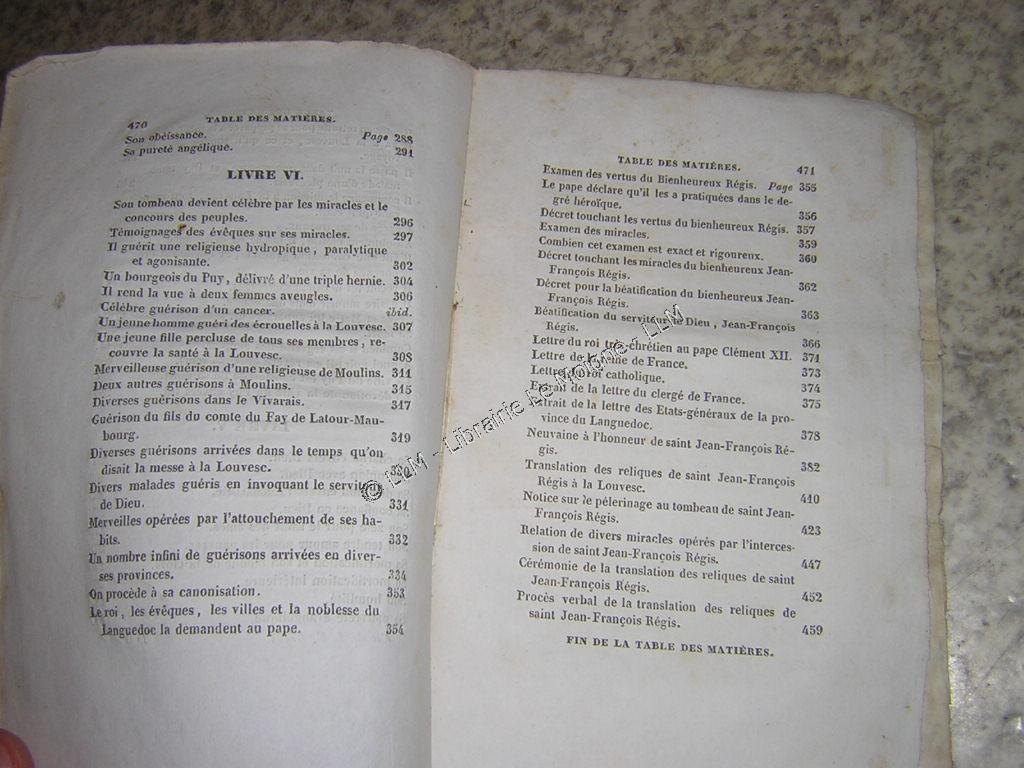 470 TABLE DES MATIÈRES.
Son obéissance. Page 288
Sa pureté angélique. 291
LIVRE VI.
Son tombeau devient célèbre par les miracles et le
concours des peuples. 296
Témoignages des évêques sur ses miracles. 297
Il guérit une religieuse hydropique, paralytique
et agonisante. 302
Un bourgeois du Puy, délivré d'une triple hernie. 304
Il rend la vue à deux femmes aveugles. 306
Célèbre guérison d'un cancer. ibid.
Un jeune homme guéri des écrouelles à la Louvesc. 307
Une jeune fille percluse de tous ses membres, re-
couvre la santé à la Louvesc. 308
Merveilleuse guérison d'une religieuse de Moulins. 311
Deux autres guérisons à Moulins. 315
Diverses guérisons dans le Vivarais. 317
Guérison du fils du comte du Fay de Latour-Mau-
bourg. 319
Diverses guérisons arrivées dans le temps qu'on
disait la messe à la Louvesc. 320
Divers malades guéris en invoquant le serviteur
de Dieu. 331
Merveilles opérées par l'attouchement de ses ha-
bits. 332
Un nombre infini de guérisons arrivées en diver-
ses provinces. 334
On procède à sa canonisation. 353
Le roi, les évêques, les villes et la noblesse du
Languedoc la demandent au pape. 354
TABLE DES MATIÈRES. 471
Examen des vertus du Bienheureux Régis. Page 355
Le pape déclare qu'il les a pratiquées dans le de-
gré héroïque. 356
Décret touchant les vertus du bienheureux Régis. 357
Examen des miracles. 359
Combien cet examen est exact et rigoureux. 360
Décret touchant les miracles du bienheureux Jean-
François Régis. 362
Décret pour la béatification du bienheureux Jean-
François Régis. 363
Béatification du serviteur de Dieu, Jean-François
Régis. 366
Lettre du roi très-chrétien au pape Clément XII. 371
Lettre de la reine de France. 373
Lettre du roi catholique. 374
Extrait de la lettre du clergé de France. 375
Extrait de la lettre des Etats-généraux de la pro-
vince du Languedoc. 378
Neuvaine à l'honneur de saint Jean-François Ré-
gis. 382
Translation des reliques de saint Jean-François
Régis à la Louvesc. 410
Notice sur le pélerinage au tombeau de saint Jean-
François Régis. 423
Relation de divers miracles opérés par l'interces-
sion de saint Jean-François Régis. 447
Cérémonie de la translation des reliques de saint
Jean-François Régis. 452
Procès verbal de la translation des reliques de
saint Jean-François Régis. 459
FIN DE LA TABLE DES MATIÈRES.
© LLM - Librairie Le Moyne - LLM